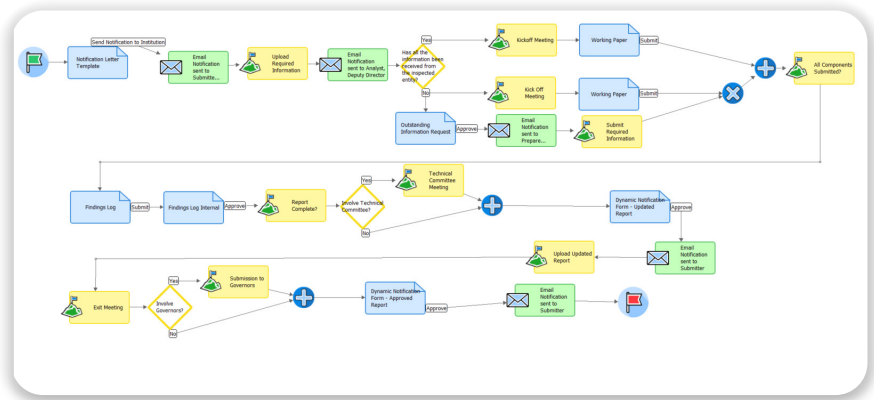 Send Notification to Institution
Notification Letter
Template
Email
Notification
sent to
Submitte...
Upload
Required
Information
Email
Notification
sent to Analyst,
Deputy Director
Has all the
information been
received from
the inspected
entity?
Yes
Kickoff Meeting
Working Paper
Submit
All Components
Submitted?
No
Kick Off
Meeting
Working Paper
Submit
Outstanding
Information Request
Approve
Email
Notification
sent to
Prepare...
Submit
Required
Information
Findings Log
Submit
Findings Log Internal
Approve
Report
Complete?
Involve Technical
Committee?
Yes
Technical
Committee
Meeting
No
Dynamic Notification
Form - Updated
Report
Approve
Email
Notification
sent to
Submitter
Upload Updated
Report
Exit Meeting
Involve
Governors?
Yes
Submission to
Governors
No
Dynamic Notification
Form - Approved
Report
Approve
Email
Notification
sent to
Submitter